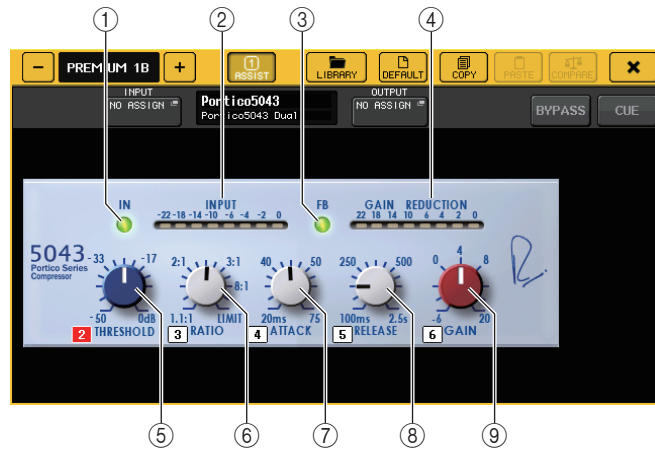 ① ② ③ ④
− PREMIUM 1B + 1 ASSIST LIBRARY DEFAULT COPY PASTE COMPARE ×
INPUT
NO ASSIGN
Portico5043
Portico5043 Dual
OUTPUT
NO ASSIGN
BYPASS CUE
IN INPUT FB GAIN REDUCTION
-22 -18 -14 -10 -6 -4 -2 0
22 18 14 10 6 4 2 0
5043
Portico Series
Compressor
-33 -17
-50 0dB
2 THRESHOLD
2:1 3:1
8:1
1.1:1 LIMIT
3 RATIO
40 50
20ms 75
4 ATTACK
250 500
100ms 2.5s
5 RELEASE
0 4 8
-6 20
6 GAIN
⑤ ⑥ ⑦ ⑧ ⑨